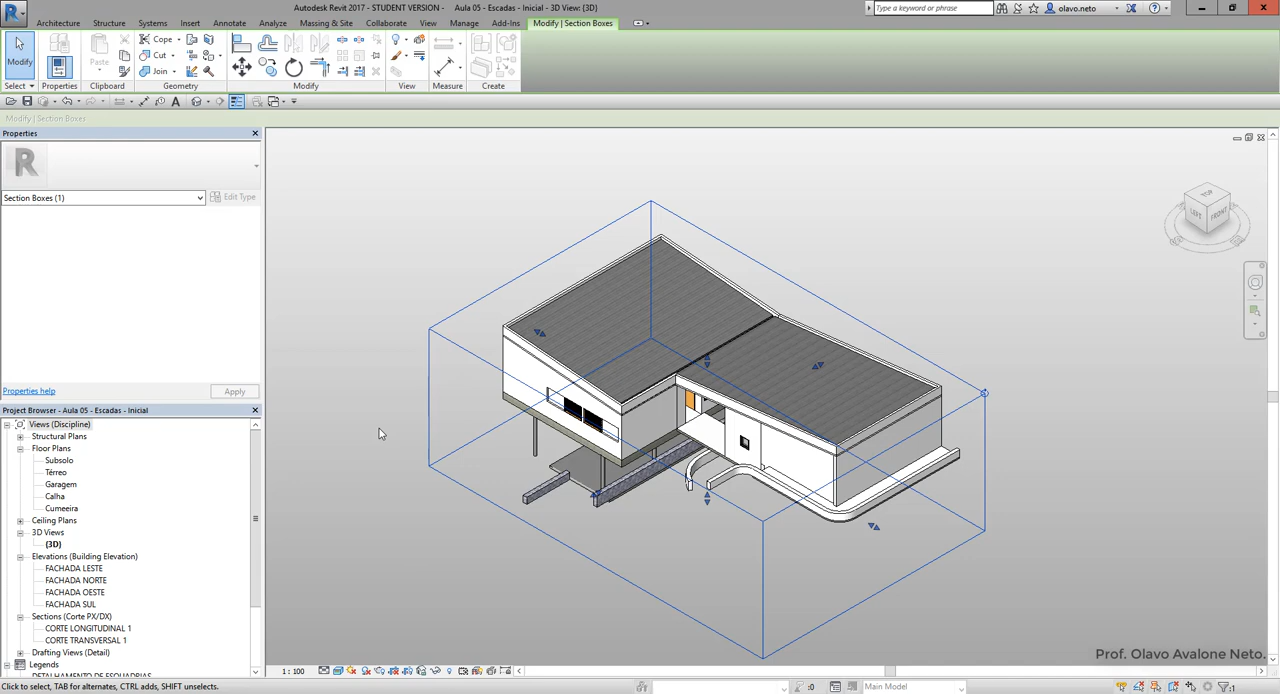 Autodesk Revit 2017 - STUDENT VERSION - Aula 05 - Escadas - Inicial - 3D View: {3D}
Type a keyword or phrase
olavo.neto
Architecture Structure Systems Insert Annotate Analyze Massing & Site Collaborate View Manage Add-Ins Modify | Section Boxes
Modify
Paste
Cope
Cut
Join
Select Properties Clipboard Geometry Modify View Measure Create
Modify | Section Boxes
Properties
Section Boxes (1)
Edit Type
Properties help
Apply
Project Browser - Aula 05 - Escadas - Inicial
Views (Discipline)
Structural Plans
Floor Plans
Subsolo
Térreo
Garagem
Calha
Cumeeira
Ceiling Plans
3D Views
{3D}
Elevations (Building Elevation)
FACHADA LESTE
FACHADA NORTE
FACHADA OESTE
FACHADA SUL
Sections (Corte PX/DX)
CORTE LONGITUDINAL 1
CORTE TRANSVERSAL 1
Drafting Views (Detail)
Legends
TOP
LEFT
FRONT
Prof. Olavo Avalone Neto.
1 : 100
Click to select, TAB for alternates, CTRL adds, SHIFT unselects.
:0
Main Model
:1